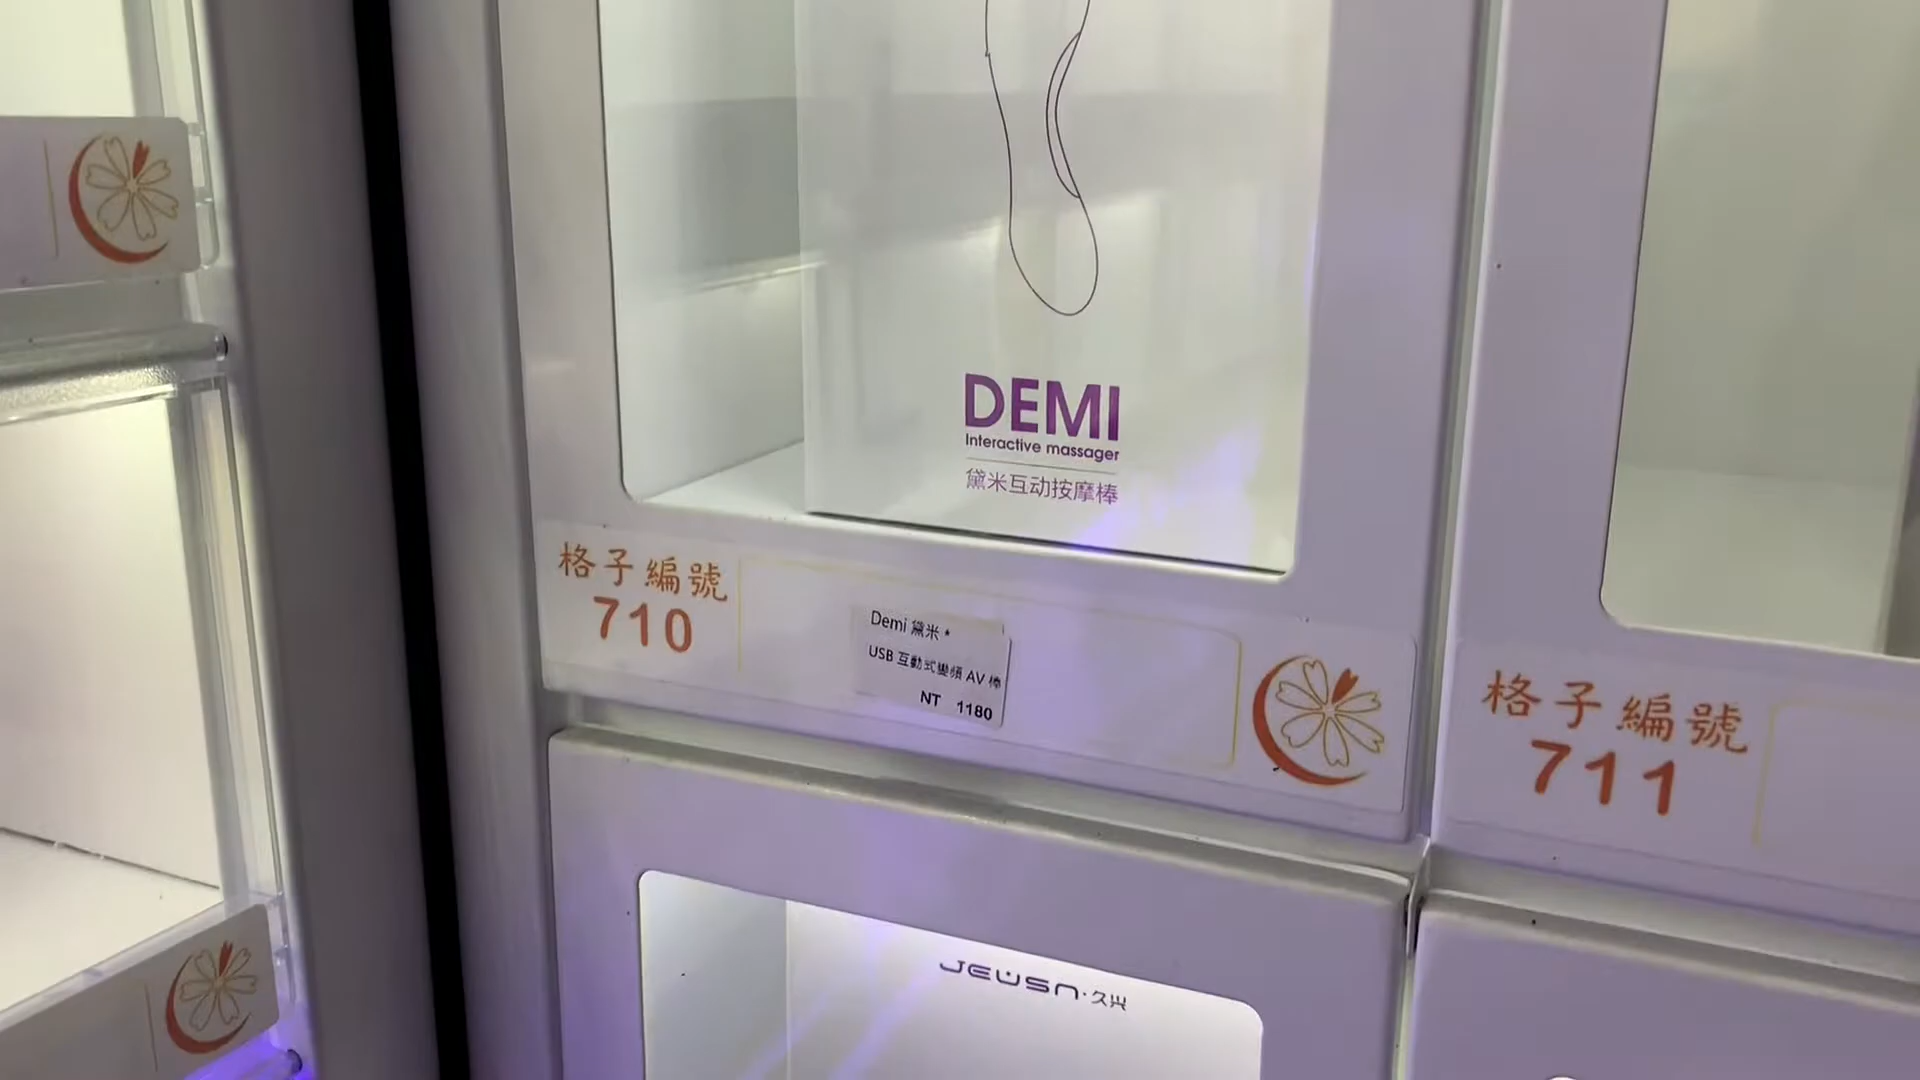 DEMI
Interactive massager
黛米互动按摩棒
格子編號
710
Demi 黛米*
USB 互動式變頻 AV 棒
NT 1180
格子編號
711
JEUSN·久兴